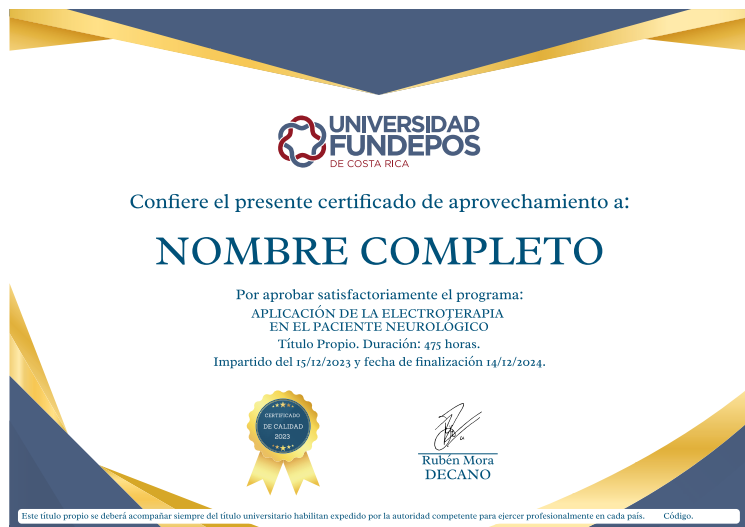 UNIVERSIDAD
FUNDEPOS
DE COSTA RICA
Confiere el presente certificado de aprovechamiento a:
NOMBRE COMPLETO
Por aprobar satisfactoriamente el programa:
APLICACIÓN DE LA ELECTROTERAPIA
EN EL PACIENTE NEUROLÓGICO
Título Propio. Duración: 475 horas.
Impartido del 15/12/2023 y fecha de finalización 14/12/2024.
CERTIFICADO
DE CALIDAD
2023
Rubén Mora
DECANO
Este título propio se deberá acompañar siempre del título universitario habilitan expedido por la autoridad competente para ejercer profesionalmente en cada país. Código.